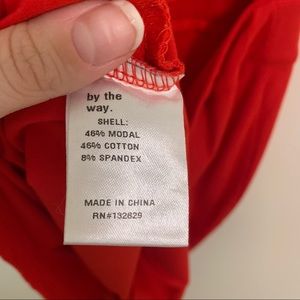 by the
way.
SHELL:
46% MODAL
46% COTTON
8% SPANDEX
MADE IN CHINA
RN#132829